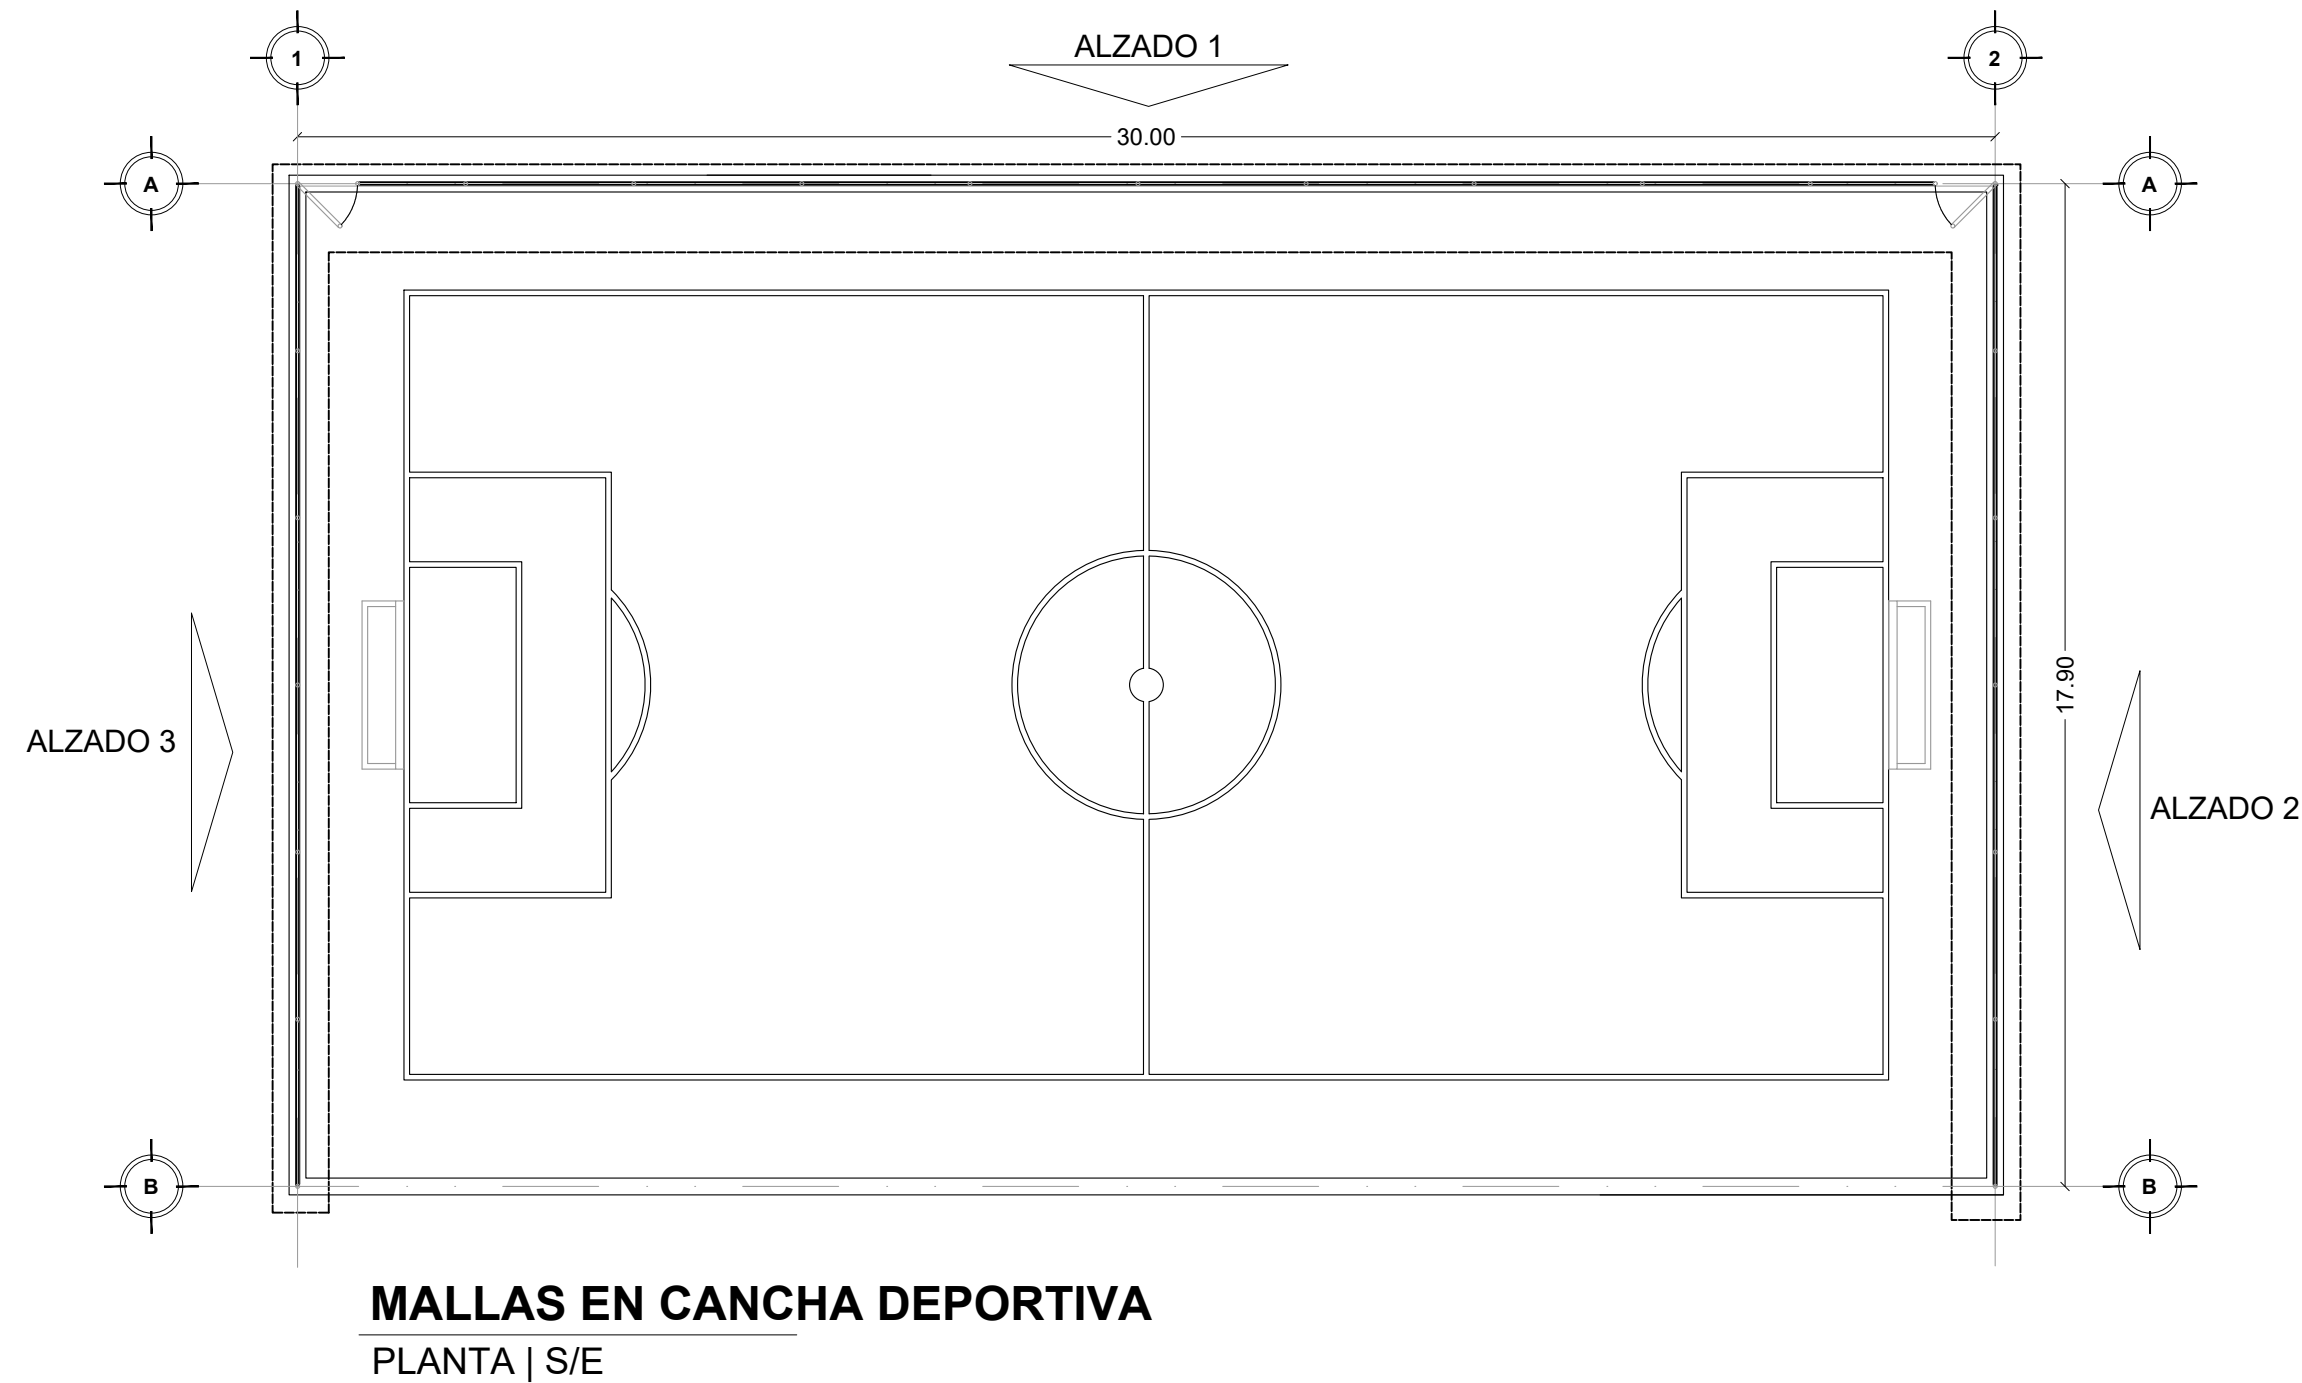 1
ALZADO 1
2
30.00
A
A
17.90
ALZADO 3
ALZADO 2
B
B
MALLAS EN CANCHA DEPORTIVA
PLANTA | S/E